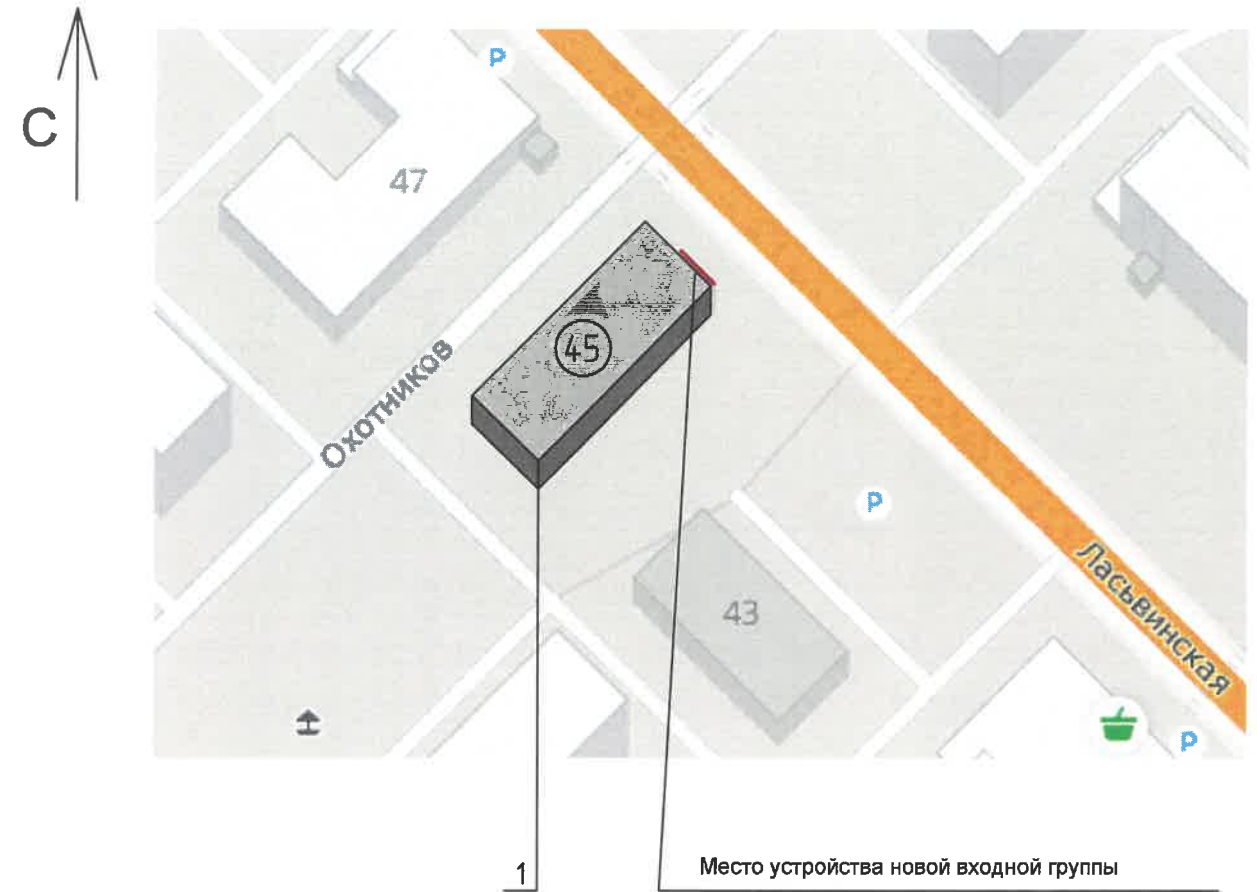 С
P
47
45
Охотников
P
43
Ласьвинская
P
1
Место устройства новой входной группы